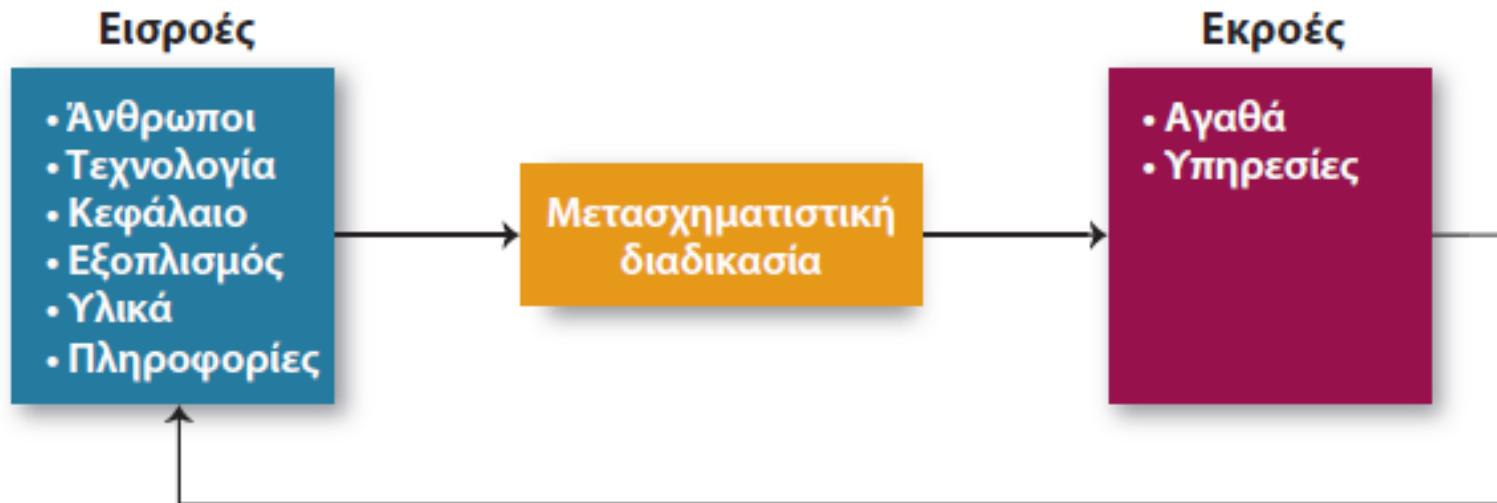 Εισροές
• Άνθρωποι
• Τεχνολογία
• Κεφάλαιο
• Εξοπλισμός
• Υλικά
• Πληροφορίες
Μετασχηματιστική
διαδικασία
Εκροές
• Αγαθά
• Υπηρεσίες